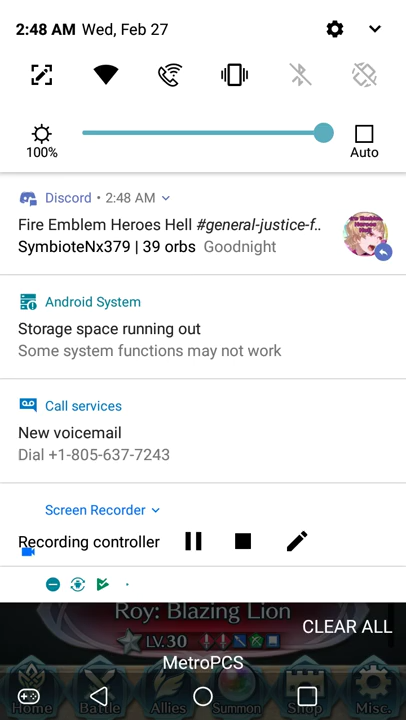 2:48 AM Wed, Feb 27
100%
Auto
Discord • 2:48 AM
Fire Emblem Heroes Hell #general-justice-f..
SymbioteNx379 | 39 orbs Goodnight
Android System
Storage space running out
Some system functions may not work
Call services
New voicemail
Dial +1-805-637-7243
Screen Recorder
Recording controller
Roy: Blazing Lion
LV.30
CLEAR ALL
MetroPCS
Home Battle Allies Summon Shop Misc.